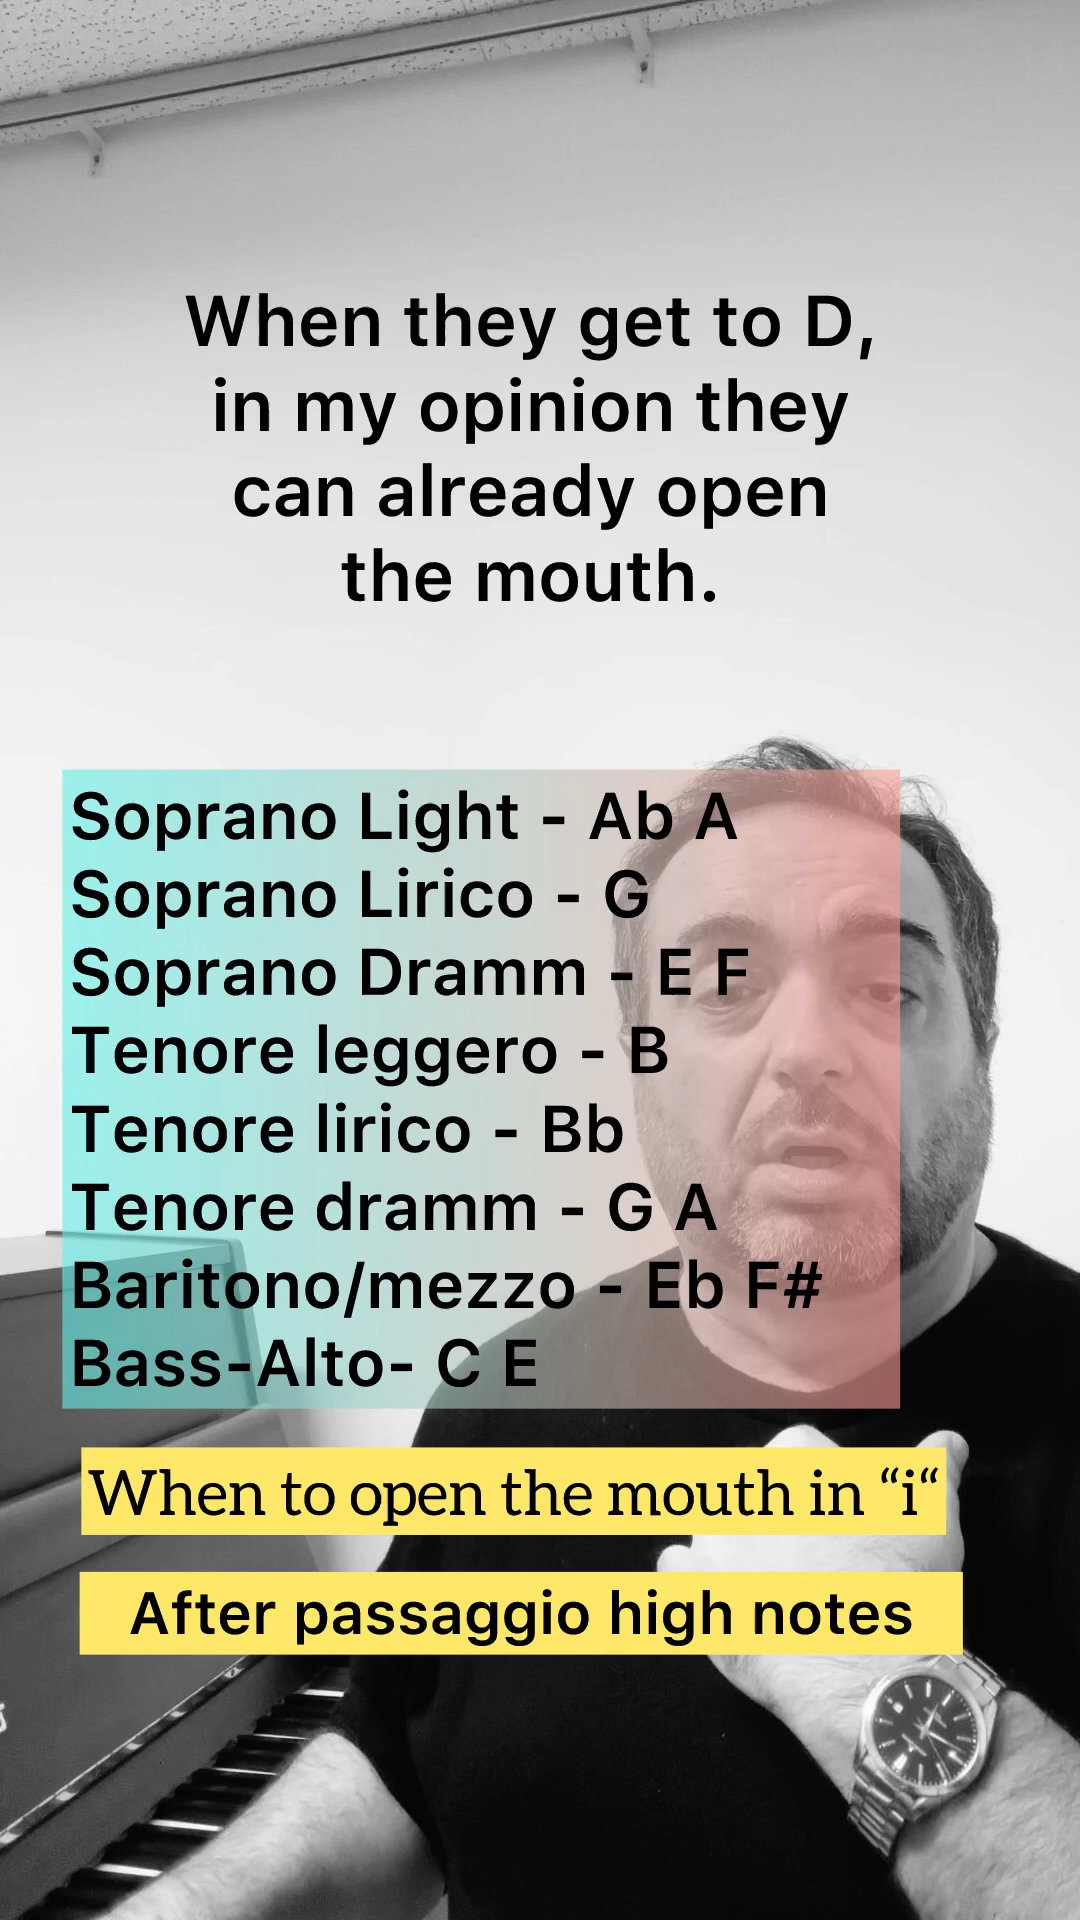 When they get to D,
in my opinion they
can already open
the mouth.
Soprano Light - Ab A
Soprano Lirico - G
Soprano Dramm - E F
Tenore leggero - B
Tenore lirico - Bb
Tenore dramm - G A
Baritono/mezzo - Eb F#
Bass-Alto- C E
When to open the mouth in “i“
After passaggio high notes